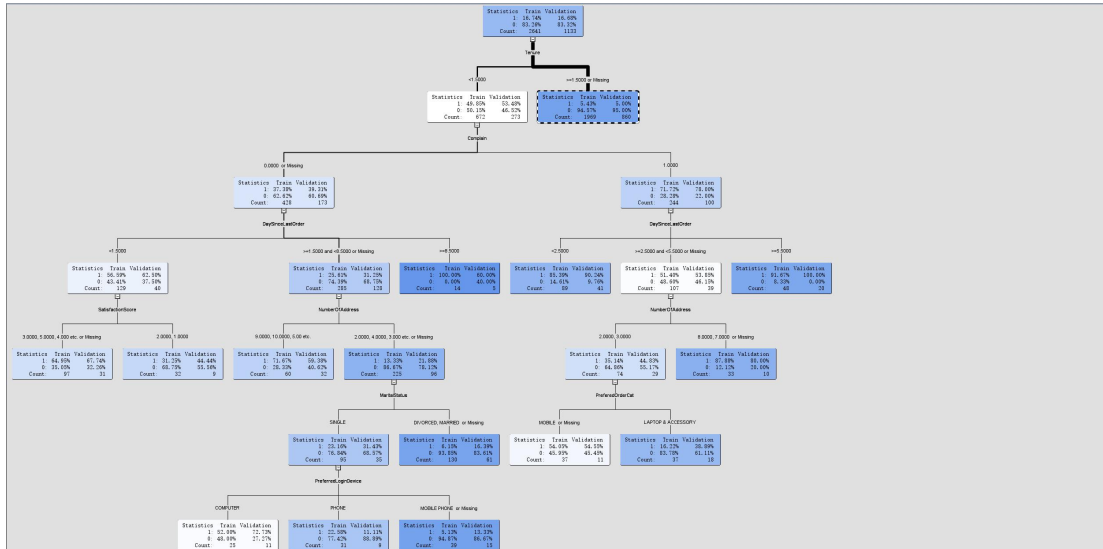 Statistics Train Validation
1: 16.74% 16.68%
0: 83.26% 83.32%
Count: 2641 1133
Tenure
<1.5000 >=1.5000 or Missing
Statistics Train Validation
1: 49.85% 53.48%
0: 50.15% 46.52%
Count: 672 273
Statistics Train Validation
1: 5.43% 5.00%
0: 94.57% 95.00%
Count: 1969 860
Complain
0.0000 or Missing 1.0000
Statistics Train Validation
1: 37.38% 39.31%
0: 62.62% 60.69%
Count: 428 173
Statistics Train Validation
1: 71.72% 78.00%
0: 28.28% 22.00%
Count: 244 100
DaySinceLastOrder DaySinceLastOrder
<1.5000 >=1.5000 and <8.5000 or Missing <2.5000 >=2.5000 and <5.5000 or Missing >=5.5000
Statistics Train Validation
1: 56.59% 62.50%
0: 43.41% 37.50%
Count: 129 40
Statistics Train Validation
1: 25.61% 31.25%
0: 74.39% 68.75%
Count: 285 128
Statistics Train Validation
1: 100.00% 60.00%
0: 0.00% 40.00%
Count: 14 5
Statistics Train Validation
1: 85.39% 90.24%
0: 14.61% 9.76%
Count: 89 41
Statistics Train Validation
1: 51.40% 53.85%
0: 48.60% 46.15%
Count: 107 39
Statistics Train Validation
1: 91.67% 100.00%
0: 8.33% 0.00%
Count: 48 20
SatisfactionScore NumberOfAddress NumberOfAddress
3.0000, 5.0000, 4.000 etc. or Missing 2.0000, 1.0000 9.0000, 10.0000, 5.00 etc. 2.0000, 4.0000, 3.000 etc or Missing 2.0000, 3.0000 6.0000, 7.0000 or Missing
Statistics Train Validation
1: 64.95% 67.74%
0: 35.05% 32.26%
Count: 97 31
Statistics Train Validation
1: 31.25% 44.44%
0: 68.75% 55.56%
Count: 32 9
Statistics Train Validation
1: 71.67% 59.38%
0: 28.33% 40.62%
Count: 60 32
Statistics Train Validation
1: 13.33% 21.88%
0: 86.67% 78.12%
Count: 225 96
Statistics Train Validation
1: 35.14% 44.83%
0: 64.86% 55.17%
Count: 74 29
Statistics Train Validation
1: 87.88% 80.00%
0: 12.12% 20.00%
Count: 33 10
MaritalStatus PreferedOrderCat
SINGLE DIVORCED, MARRIED or Missing MOBILE or Missing LAPTOP & ACCESSORY
Statistics Train Validation
1: 23.16% 31.43%
0: 76.84% 68.57%
Count: 95 35
Statistics Train Validation
1: 6.15% 16.39%
0: 93.85% 83.61%
Count: 130 61
Statistics Train Validation
1: 54.05% 54.55%
0: 45.95% 45.45%
Count: 37 11
Statistics Train Validation
1: 16.22% 38.89%
0: 83.78% 61.11%
Count: 37 18
PreferredLoginDevice
COMPUTER PHONE MOBILE PHONE or Missing
Statistics Train Validation
1: 52.00% 72.73%
0: 48.00% 27.27%
Count: 25 11
Statistics Train Validation
1: 22.58% 11.11%
0: 77.42% 88.89%
Count: 31 9
Statistics Train Validation
1: 5.13% 13.33%
0: 94.87% 86.67%
Count: 39 15